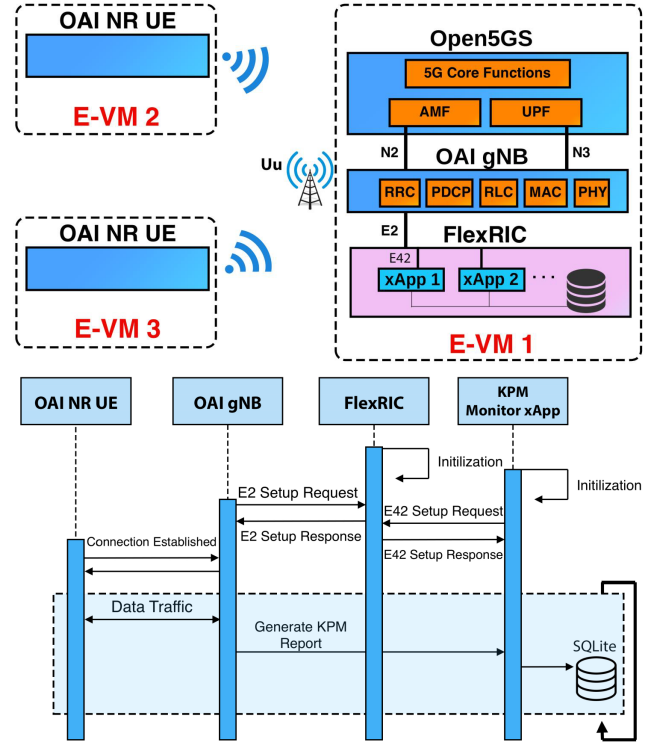 OAI NR UE
E-VM 2
Uu
OAI NR UE
E-VM 3
Open5GS
5G Core Functions
AMF
UPF
N2
N3
OAI gNB
RRC
PDCP
RLC
MAC
PHY
E2
FlexRIC
E42
xApp 1
xApp 2
...
E-VM 1
OAI NR UE
OAI gNB
FlexRIC
KPM
Monitor xApp
Initilization
Initilization
E2 Setup Request
E42 Setup Request
E2 Setup Response
Connection Established
E42 Setup Response
Data Traffic
Generate KPM
Report
SQLite